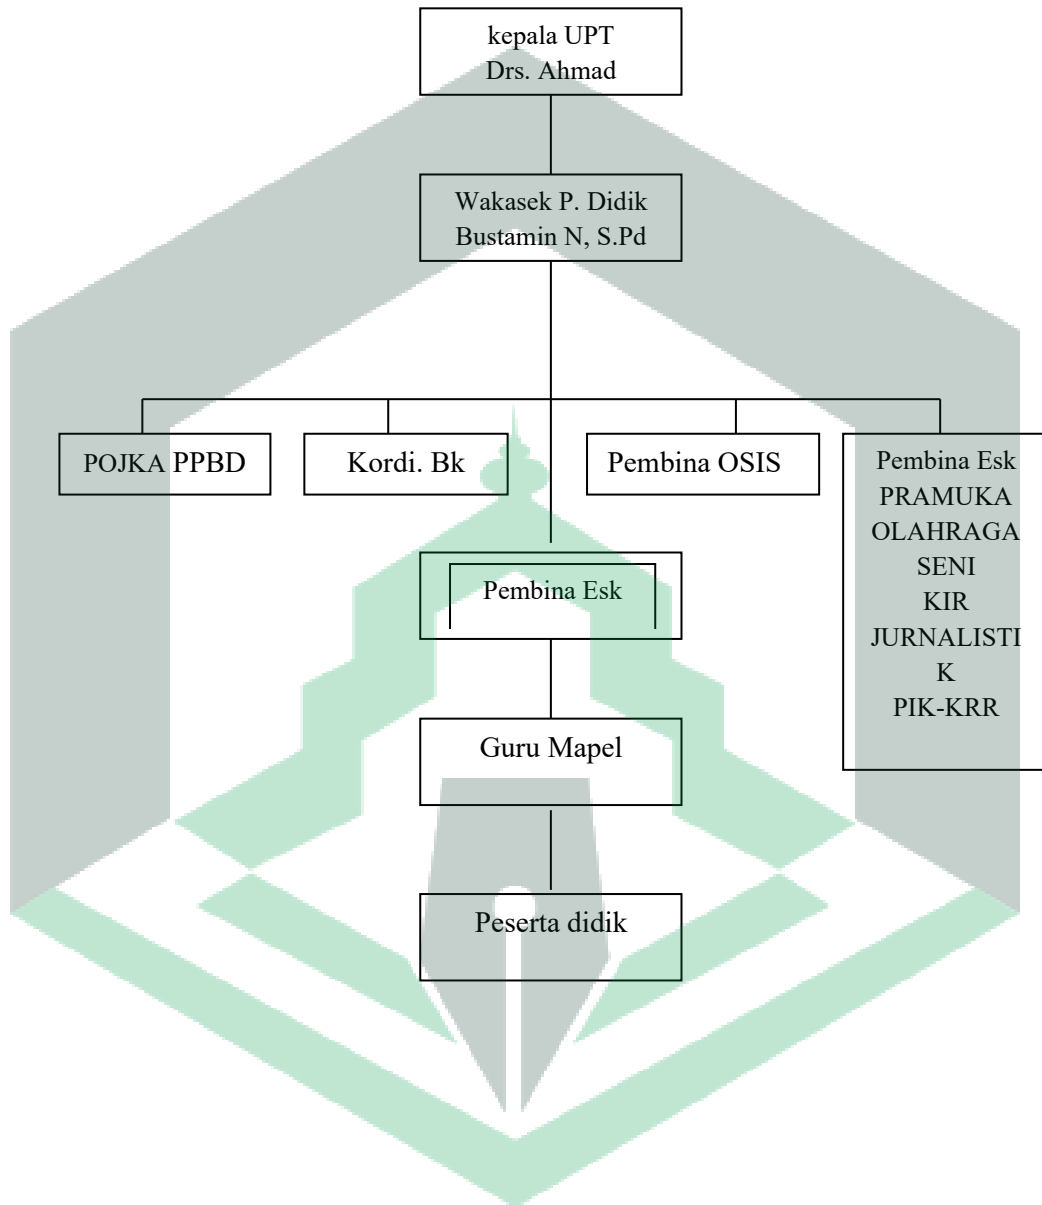 kepala UPT
Drs. Ahmad
Wakasek P. Didik
Bustamin N, S.Pd
POJKA PPBD
Kordi. Bk
Pembina OSIS
Pembina Esk
PRAMUKA
OLAHRAGA
SENI
KIR
JURNALISTI
K
PIK-KRR
Pembina Esk
Guru Mapel
Peserta didik